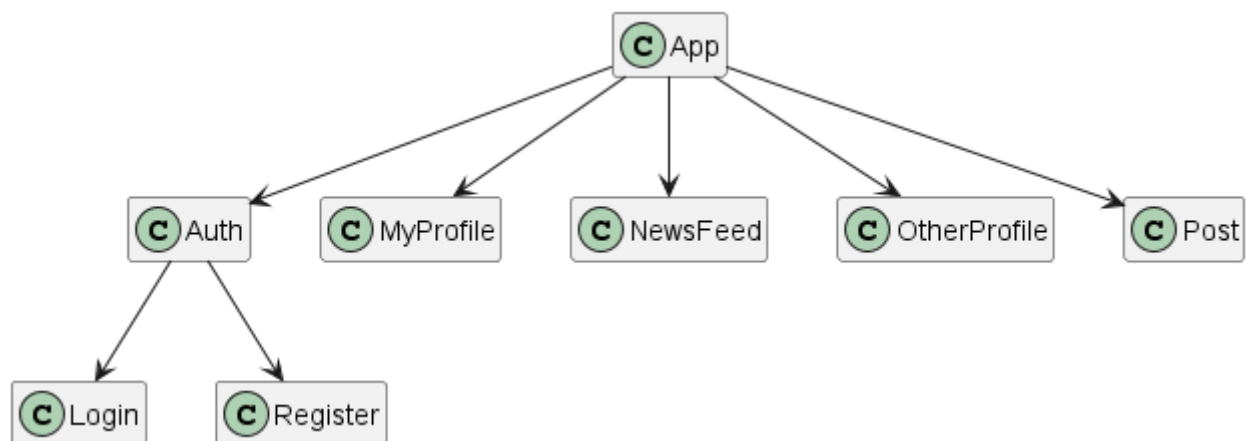 C App
C Auth
C MyProfile
C NewsFeed
C OtherProfile
C Post
C Login
C Register